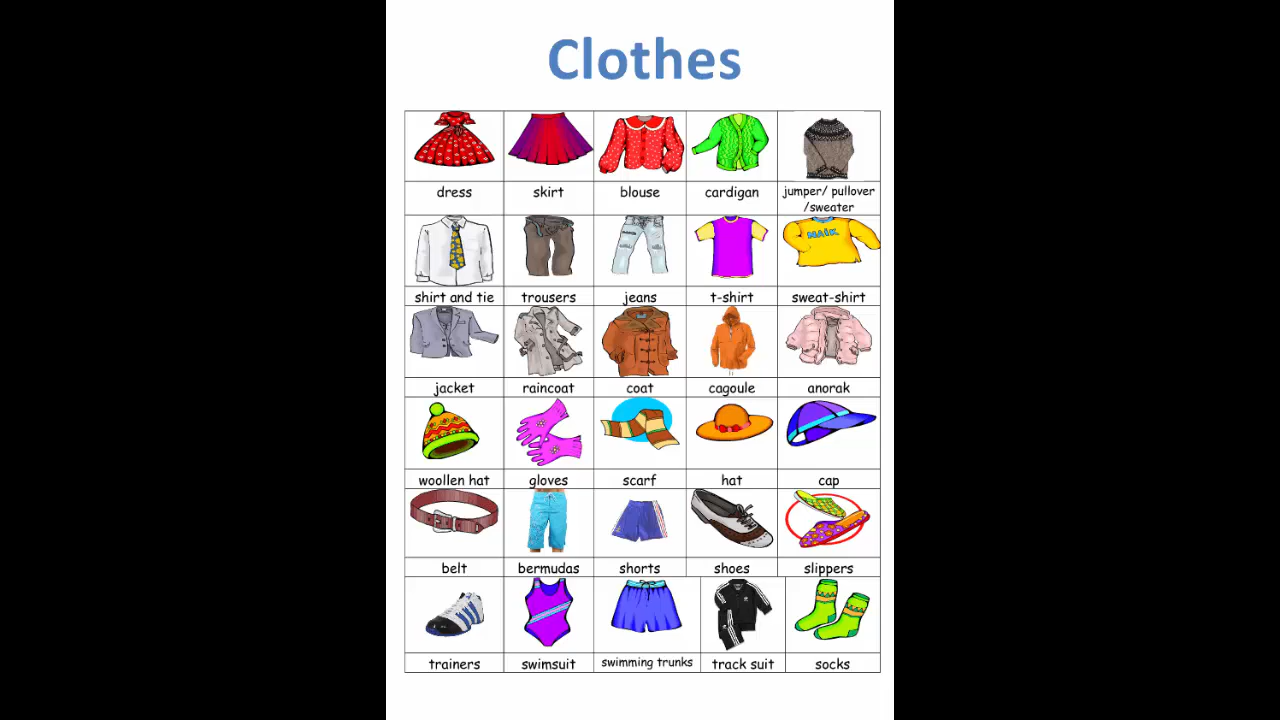 Clothes
dress skirt blouse cardigan jumper/ pullover
/sweater
NAIK
shirt and tie trousers jeans t-shirt sweat-shirt
jacket raincoat coat cagoule anorak
woollen hat gloves scarf hat cap
belt bermudas shorts shoes slippers
trainers swimsuit swimming trunks track suit socks